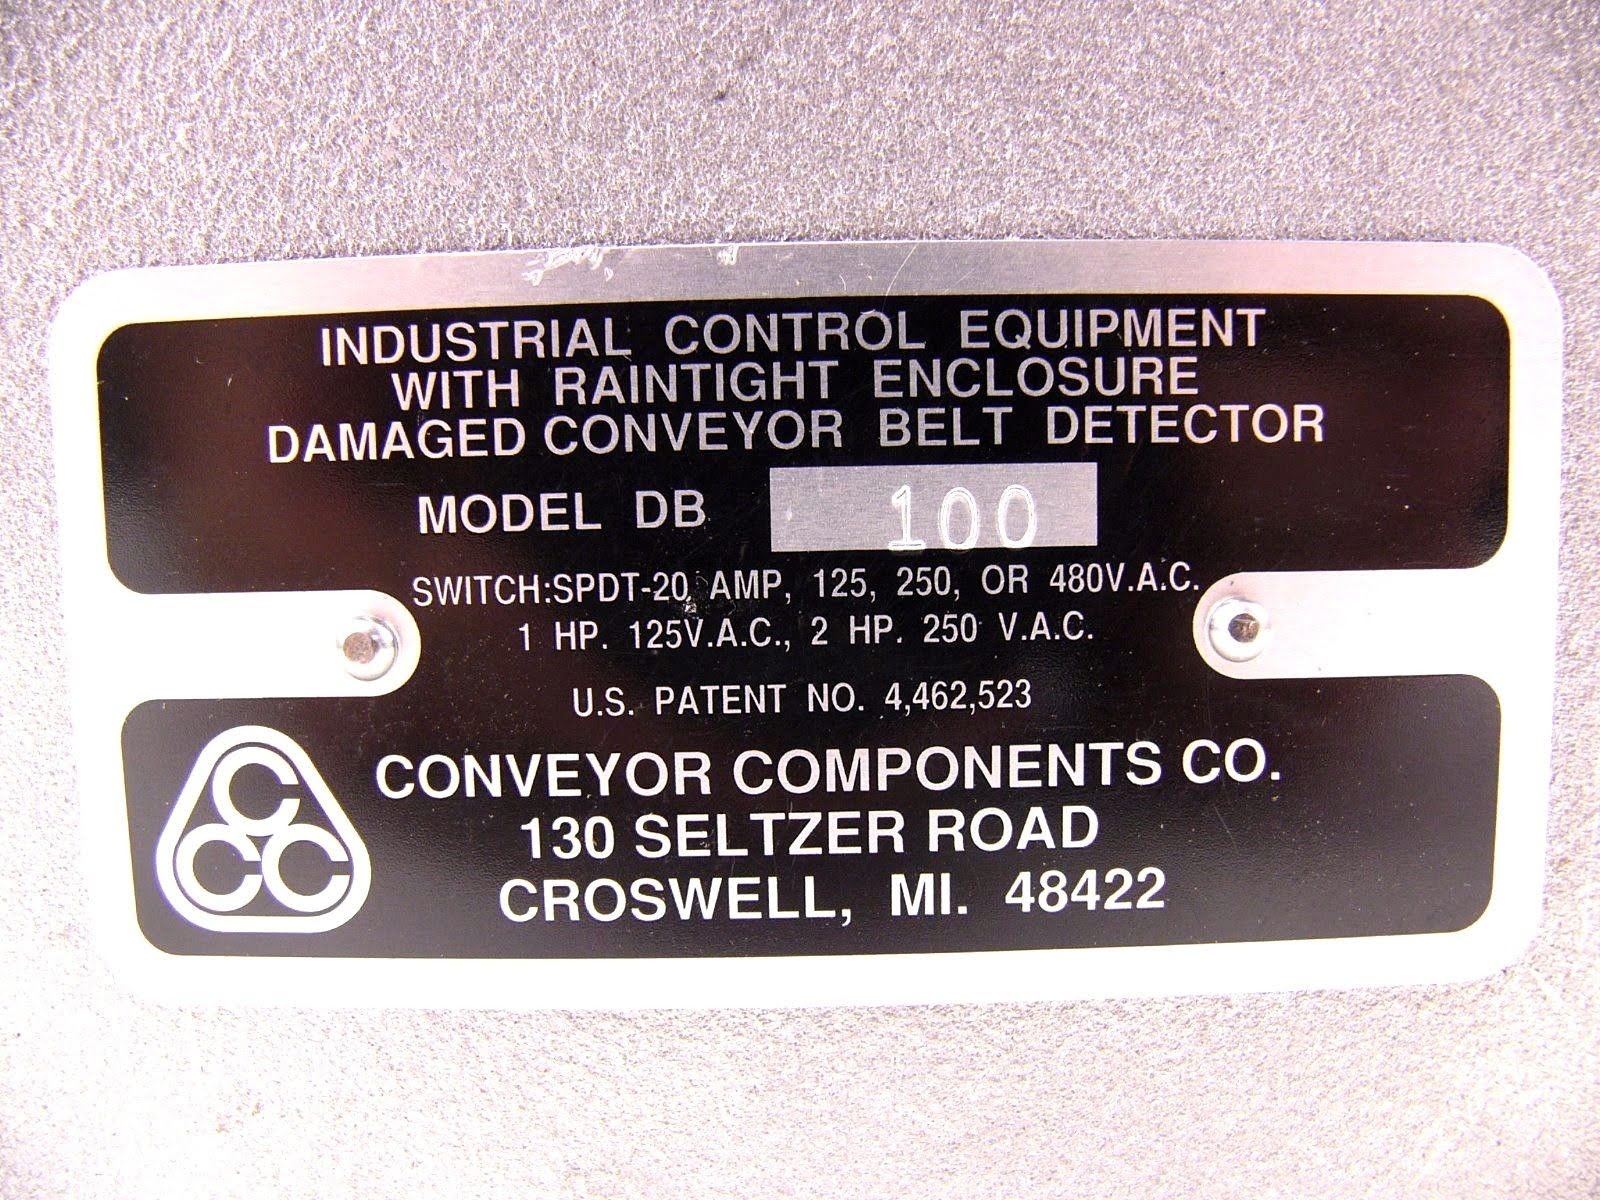 INDUSTRIAL CONTROL EQUIPMENT
WITH RAINTIGHT ENCLOSURE
DAMAGED CONVEYOR BELT DETECTOR
MODEL DB 100
SWITCH:SPDT-20 AMP, 125, 250, OR 480V.A.C.
1 HP. 125V.A.C., 2 HP. 250 V.A.C.
U.S. PATENT NO. 4,462,523
CCC
CONVEYOR COMPONENTS CO.
130 SELTZER ROAD
CROSWELL, MI. 48422